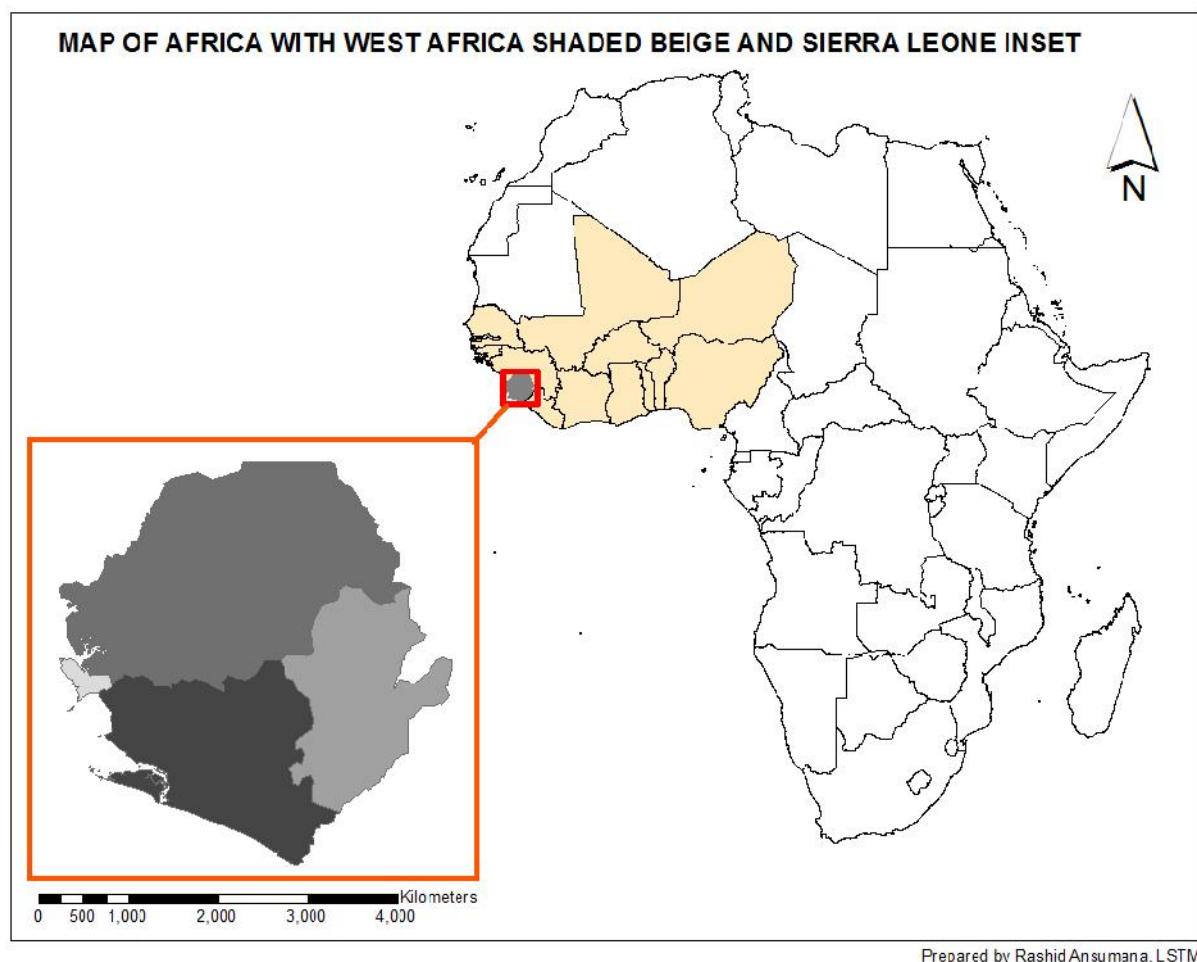 MAP OF AFRICA WITH WEST AFRICA SHADED BEIGE AND SIERRA LEONE INSET
N
Kilometers
0 500 1,000 2,000 3,000 4,000
Prepared by Rashid Ansumana, LSTM